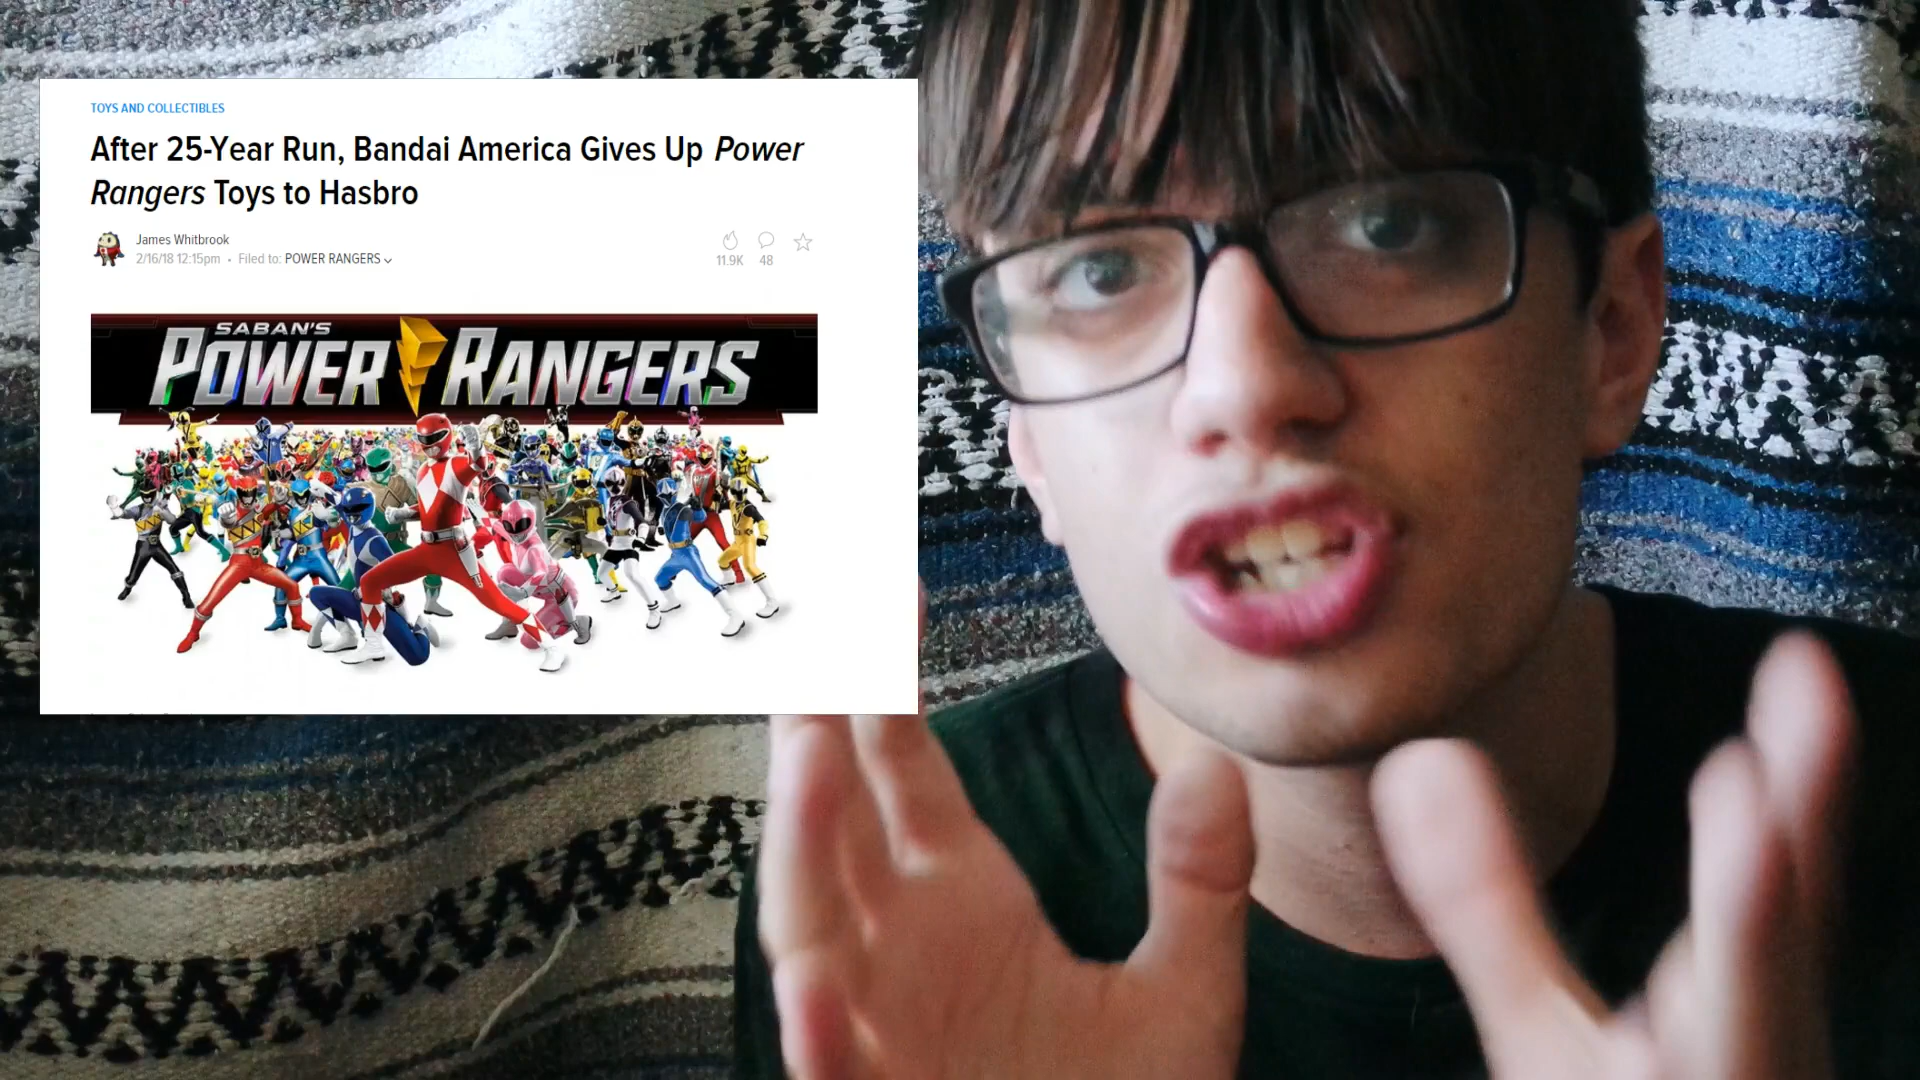 TOYS AND COLLECTIBLES
After 25-Year Run, Bandai America Gives Up Power
Rangers Toys to Hasbro
James Whitbrook
2/16/18 12:15pm • Filed to: POWER RANGERS
11.9K 48
SABAN'S
POWER RANGERS